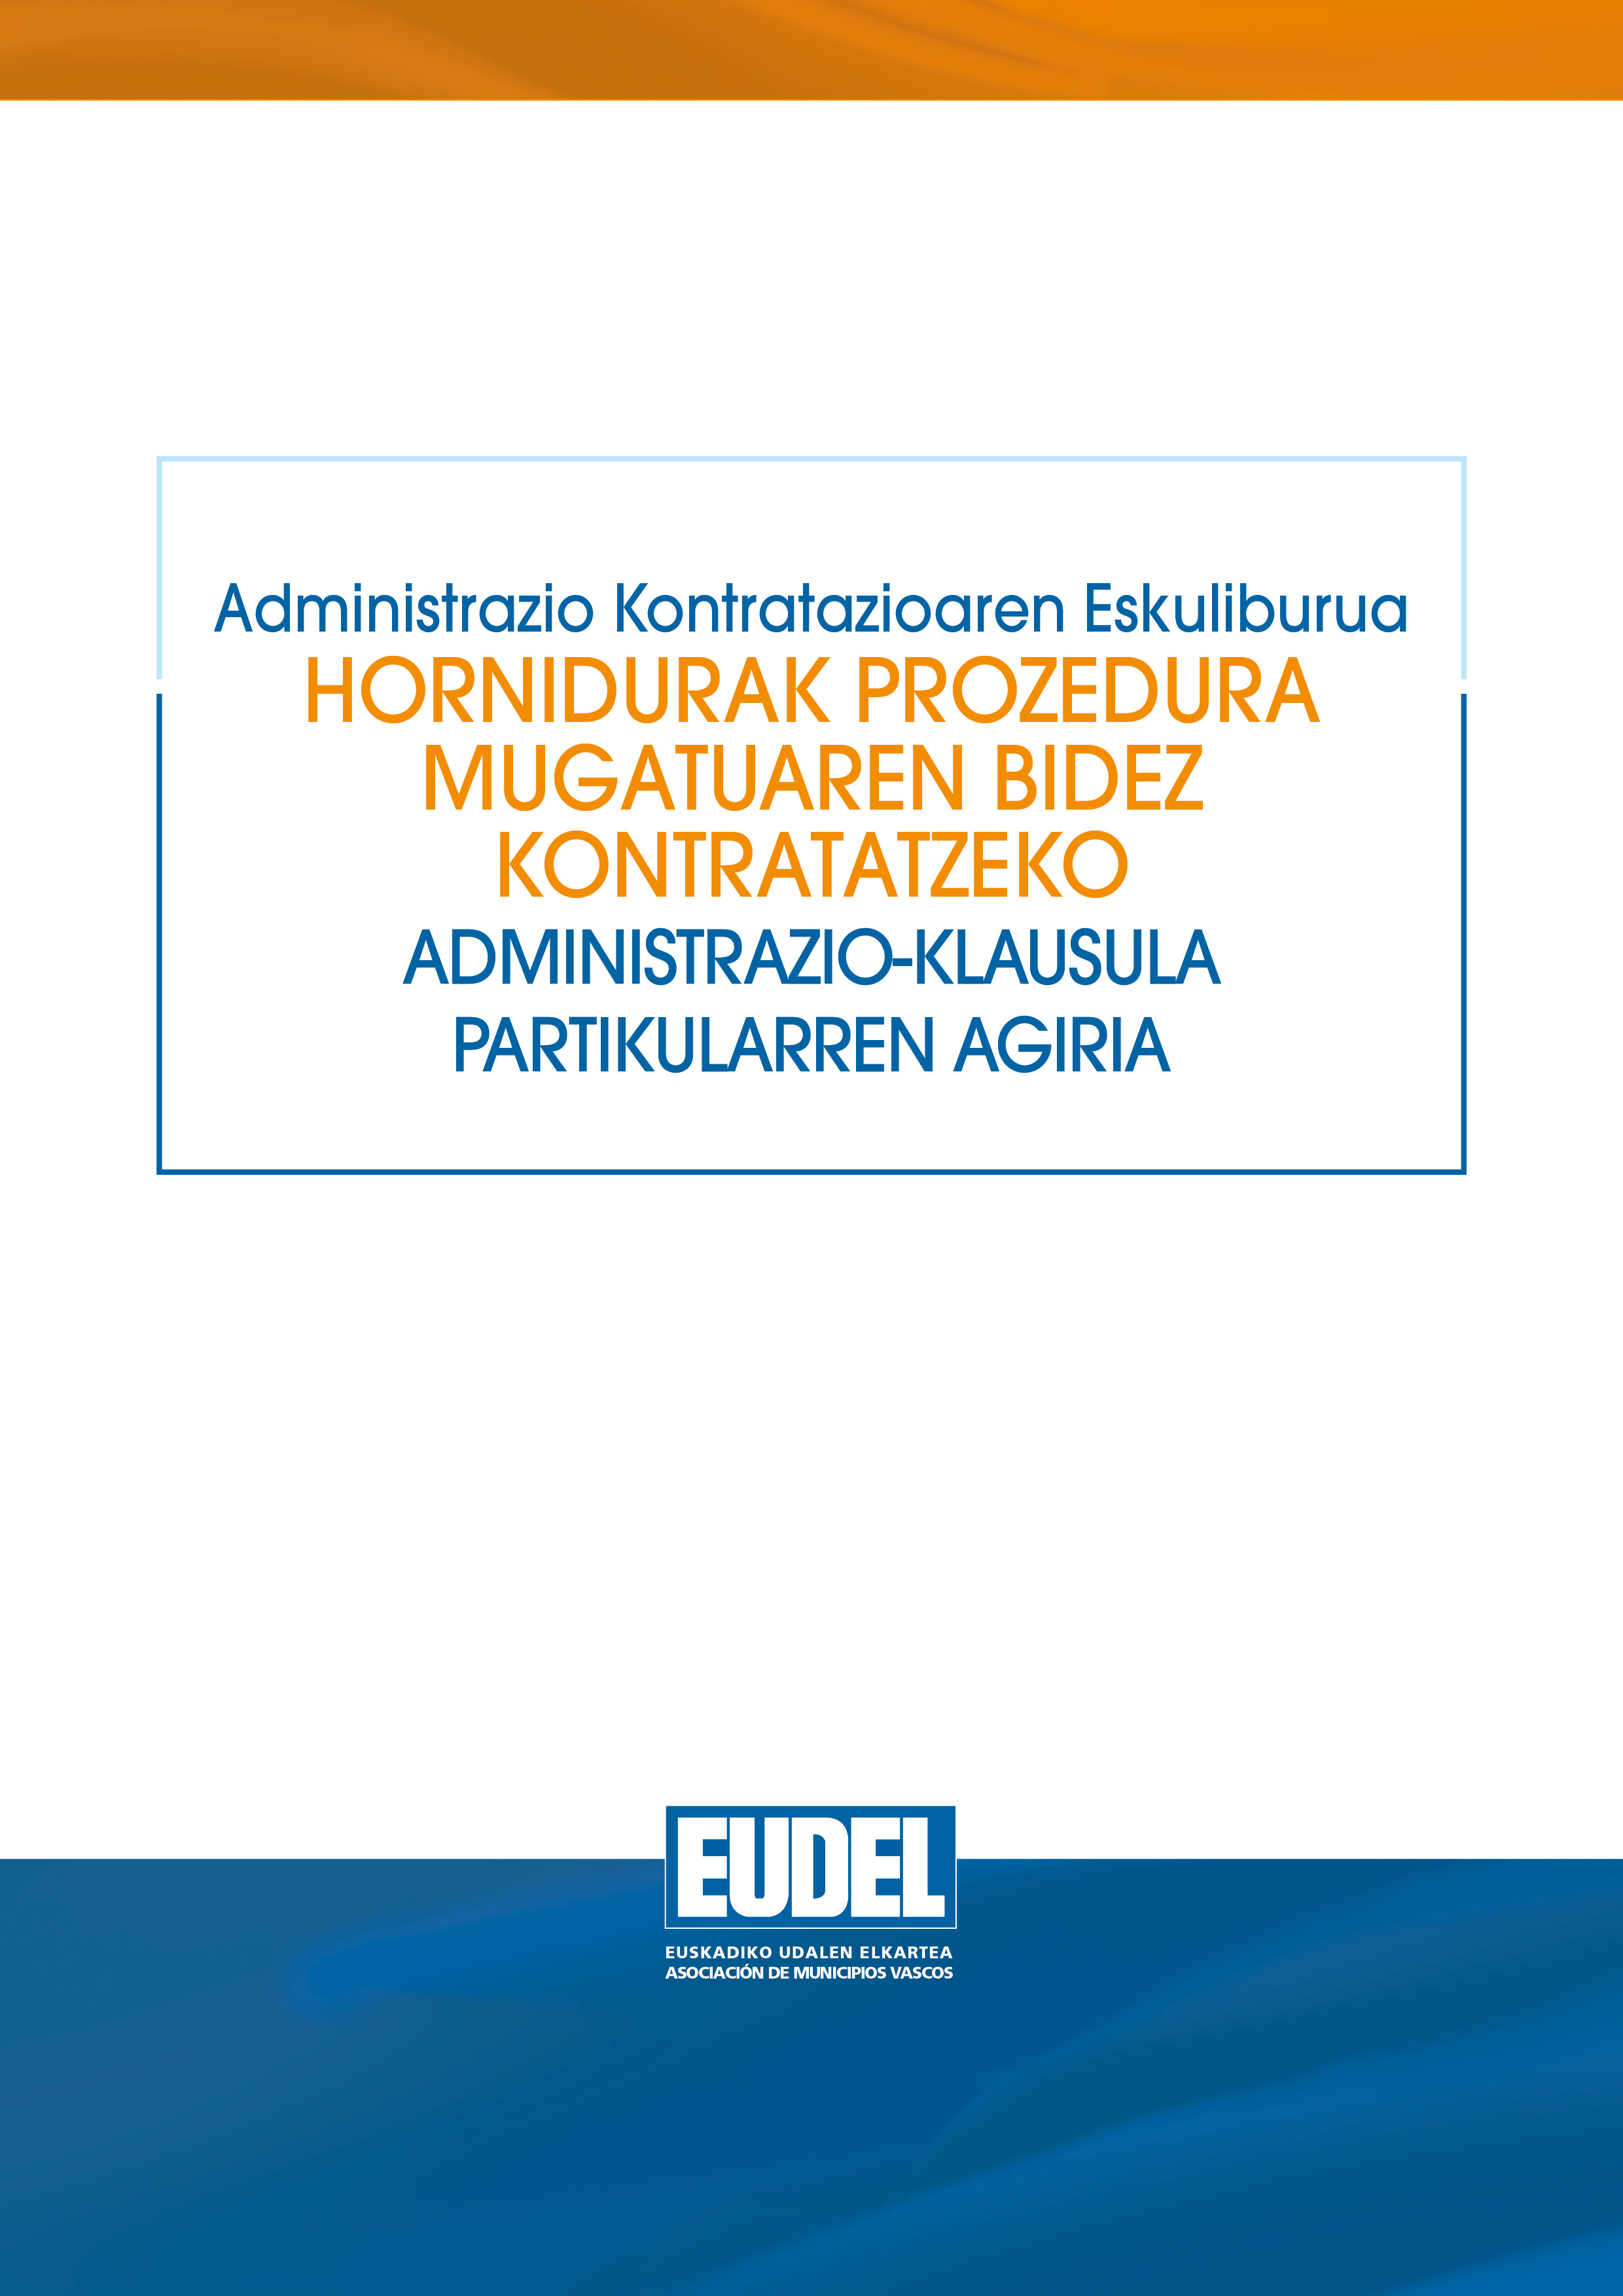 Administrazio Kontratazioaren Eskuliburua
HORNIDURAK PROZEDURA
MUGATUAREN BIDEZ
KONTRATATZEKO
ADMINISTRAZIO-KLAUSULA
PARTIKULARREN AGIRIA
EUDEL
EUSKADIKO UDALEN ELKARTEA
ASOCIACIÓN DE MUNICIPIOS VASCOS